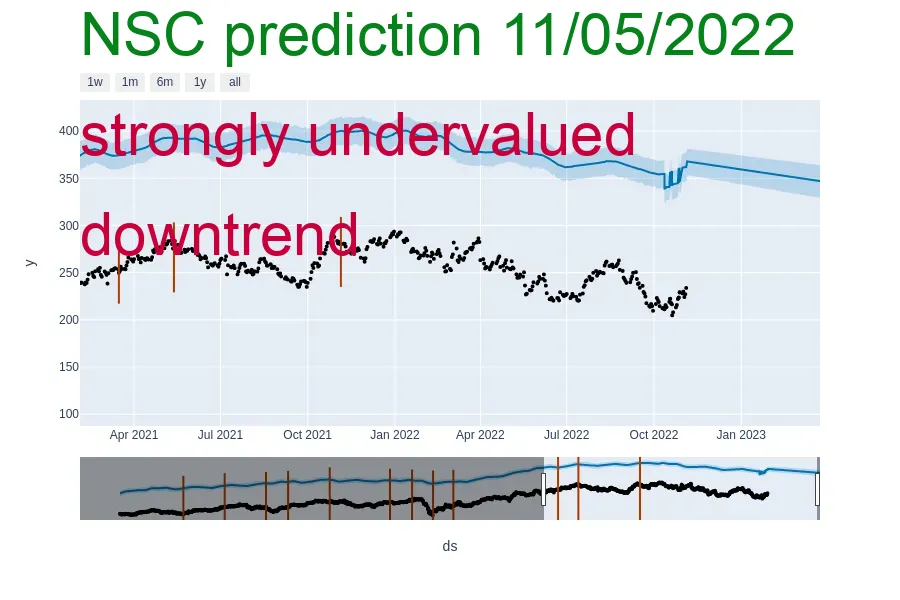 NSC prediction 11/05/2022
1w 1m 6m 1y all
400
strongly undervalued
350
300
downtrend
y
250
200
150
100
Apr 2021 Jul 2021 Oct 2021 Jan 2022 Apr 2022 Jul 2022 Oct 2022 Jan 2023
ds